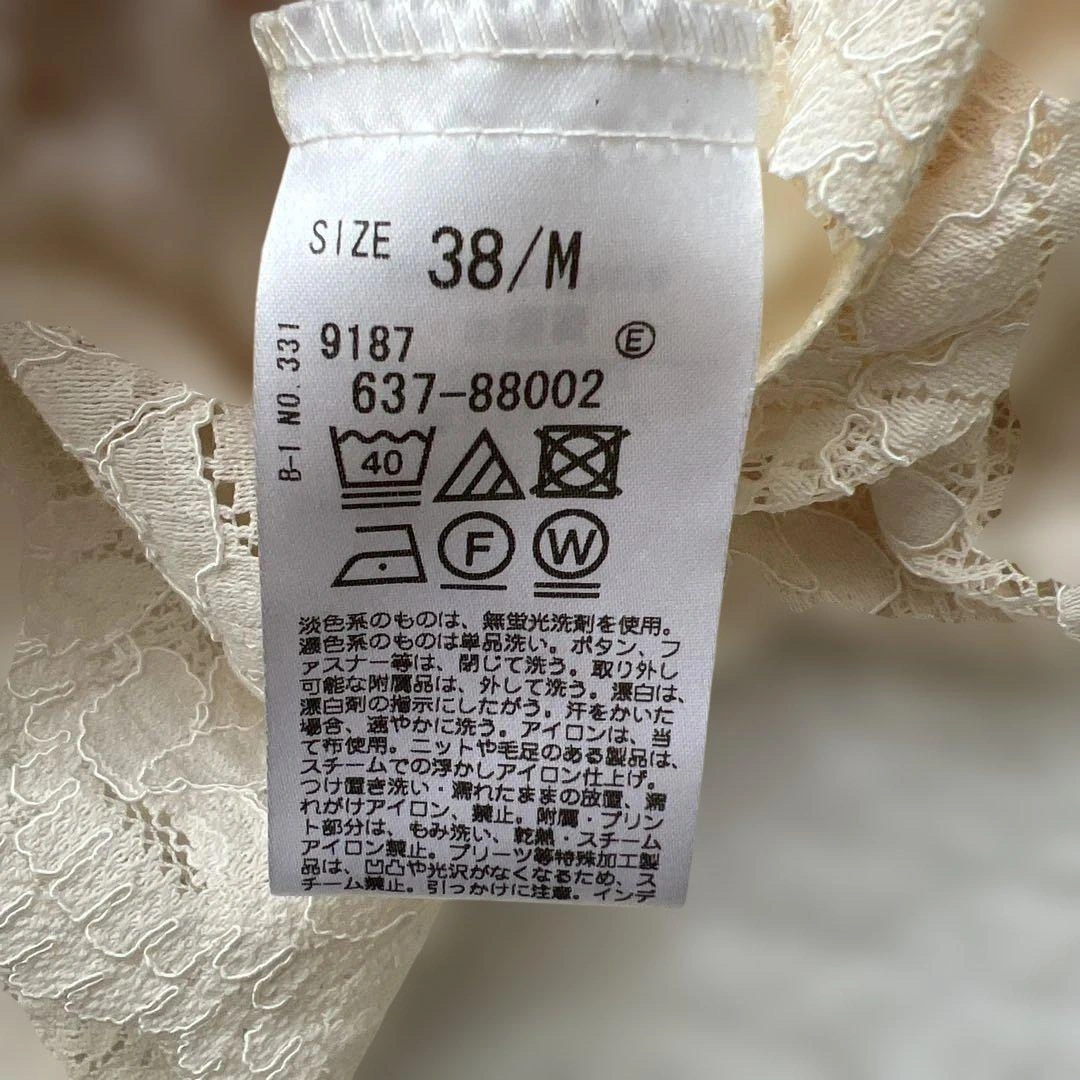 SIZE 38/M
B-1 NO.331
9187 E
637-88002
40
F W
淡色系のものは、無蛍光洗剤を使用。
濃色系のものは単品洗い。ボタン、フ
ァスナー等は、閉じて洗う。取り外し
可能な附属品は、外して洗う。漂白は、
漂白剤の指示にしたがう。汗をかいた
場合、速やかに洗う。アイロンは、当
て布使用。ニットや毛足のある製品は、
スチームでの浮かしアイロン仕上げ。
つけ置き洗い・濡れたままの放置、濡
れがけアイロン、禁止。附属・プリン
ト部分は、もみ洗い、乾熱・スチーム
アイロン禁止。プリーツ等特殊加工製
品は、凹凸や光沢がなくなるため、ス
チーム禁止。引っかけに注意。インデ